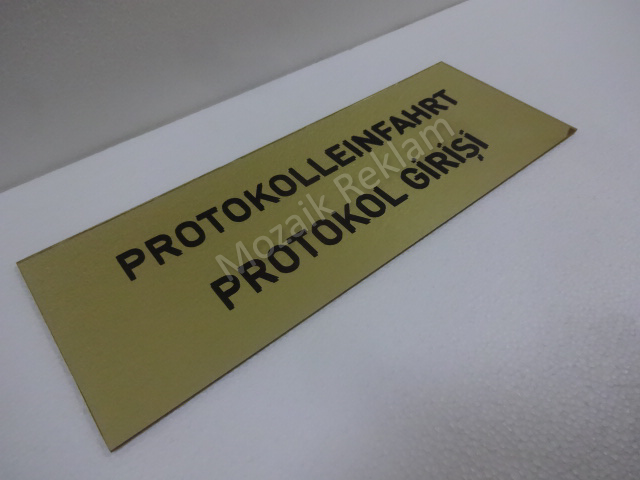 PROTOKOLLEINFAHRT
Mozaik Reklam
PROTOKOL GİRİŞİ